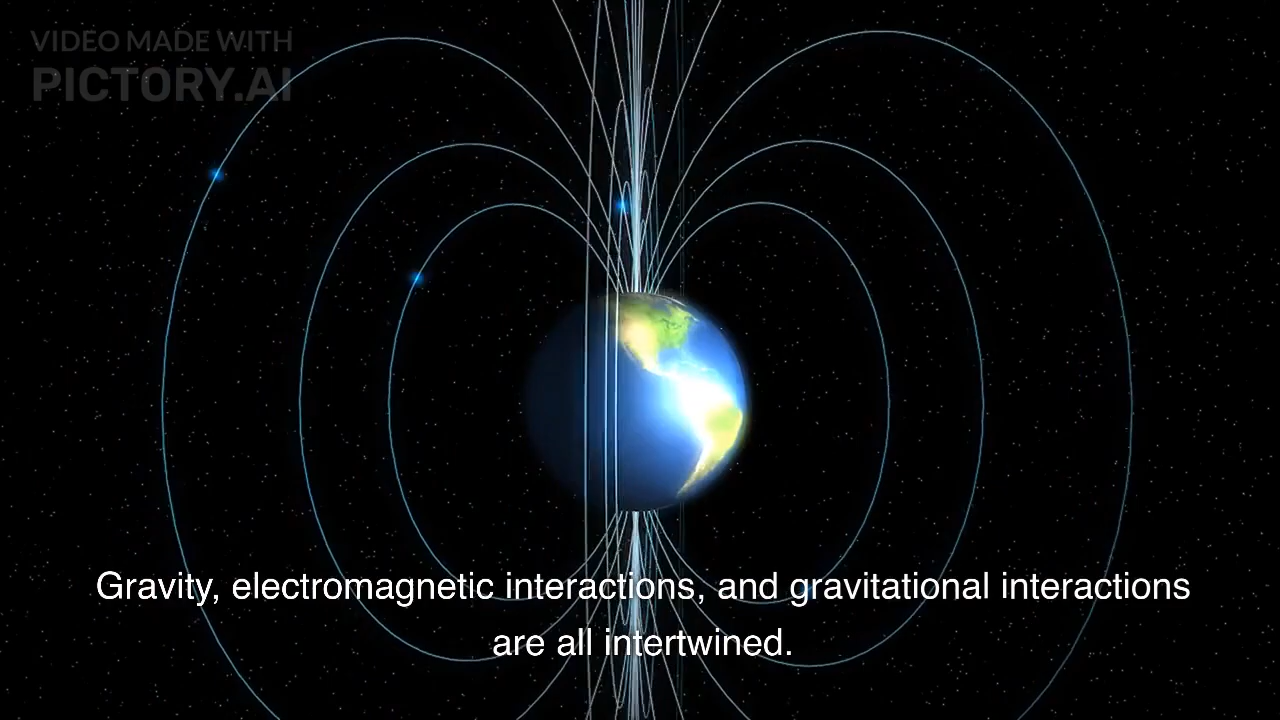 VIDEO MADE WITH
PICTORY.AI
Gravity, electromagnetic interactions, and gravitational interactions
are all intertwined.